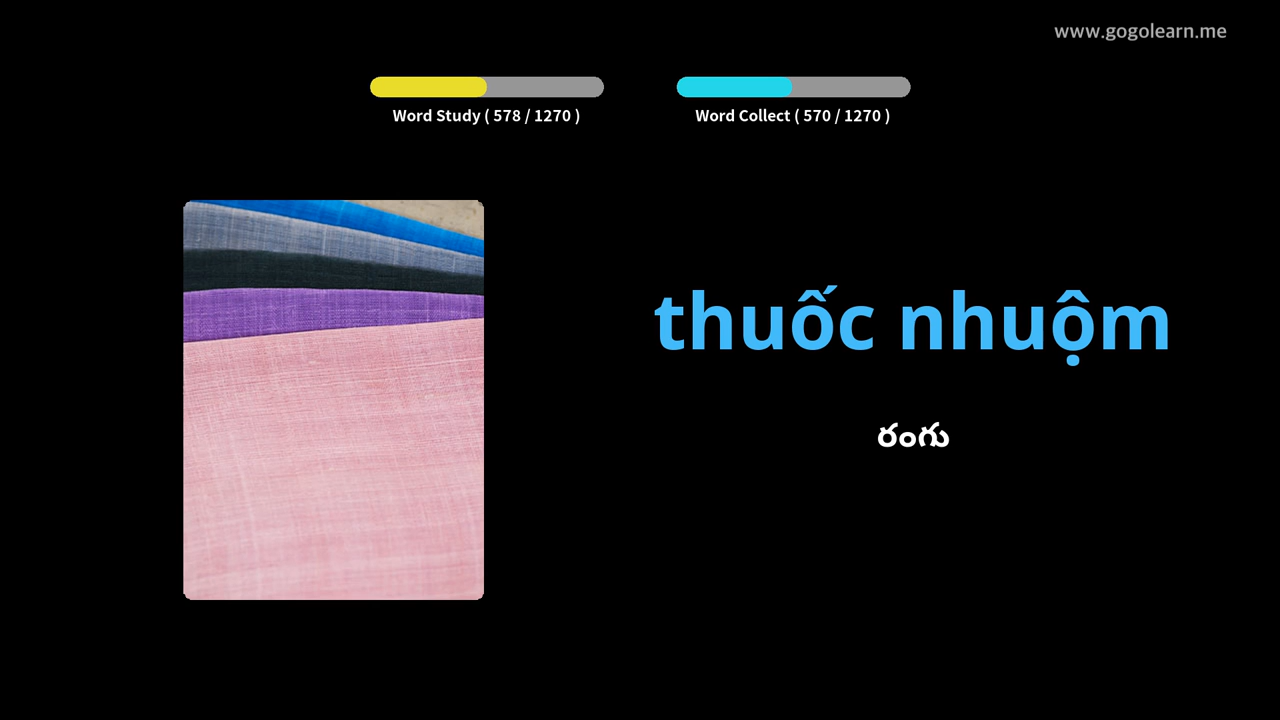 www.gogolearn.me
Word Study ( 578 / 1270 )
Word Collect ( 570 / 1270 )
thuốc nhuộm
రంగు